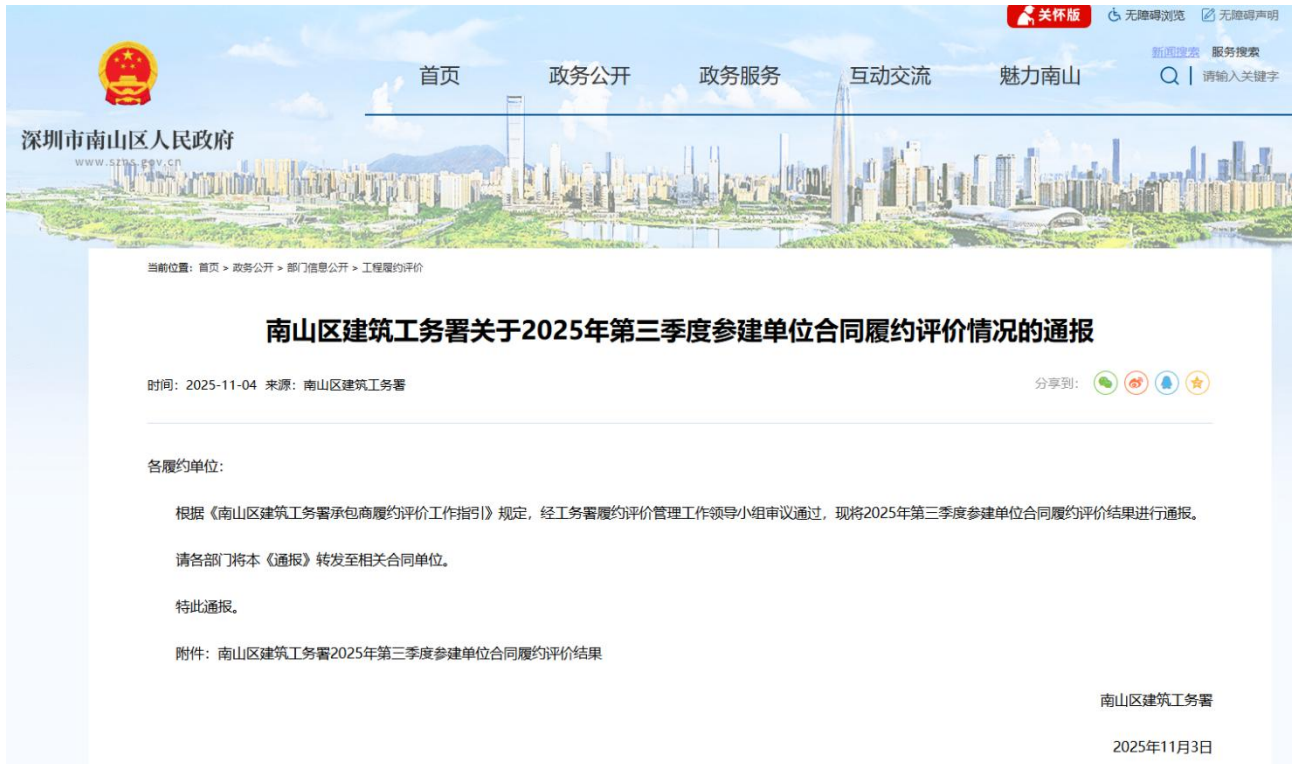 关怀版 无障碍浏览 无障碍声明
新闻搜索 服务搜索
首页 政务公开 政务服务 互动交流 魅力南山 请输入关键字
深圳市南山区人民政府
www.szns.gov.cn
当前位置：首页 > 政务公开 > 部门信息公开 > 工程履约评价
南山区建筑工务署关于2025年第三季度参建单位合同履约评价情况的通报
时间：2025-11-04 来源：南山区建筑工务署 分享到：
各履约单位：
根据《南山区建筑工务署承包商履约评价工作指引》规定，经工务署履约评价管理工作领导小组审议通过，现将2025年第三季度参建单位合同履约评价结果进行通报。
请各部门将本《通报》转发至相关合同单位。
特此通报。
附件：南山区建筑工务署2025年第三季度参建单位合同履约评价结果
南山区建筑工务署
2025年11月3日